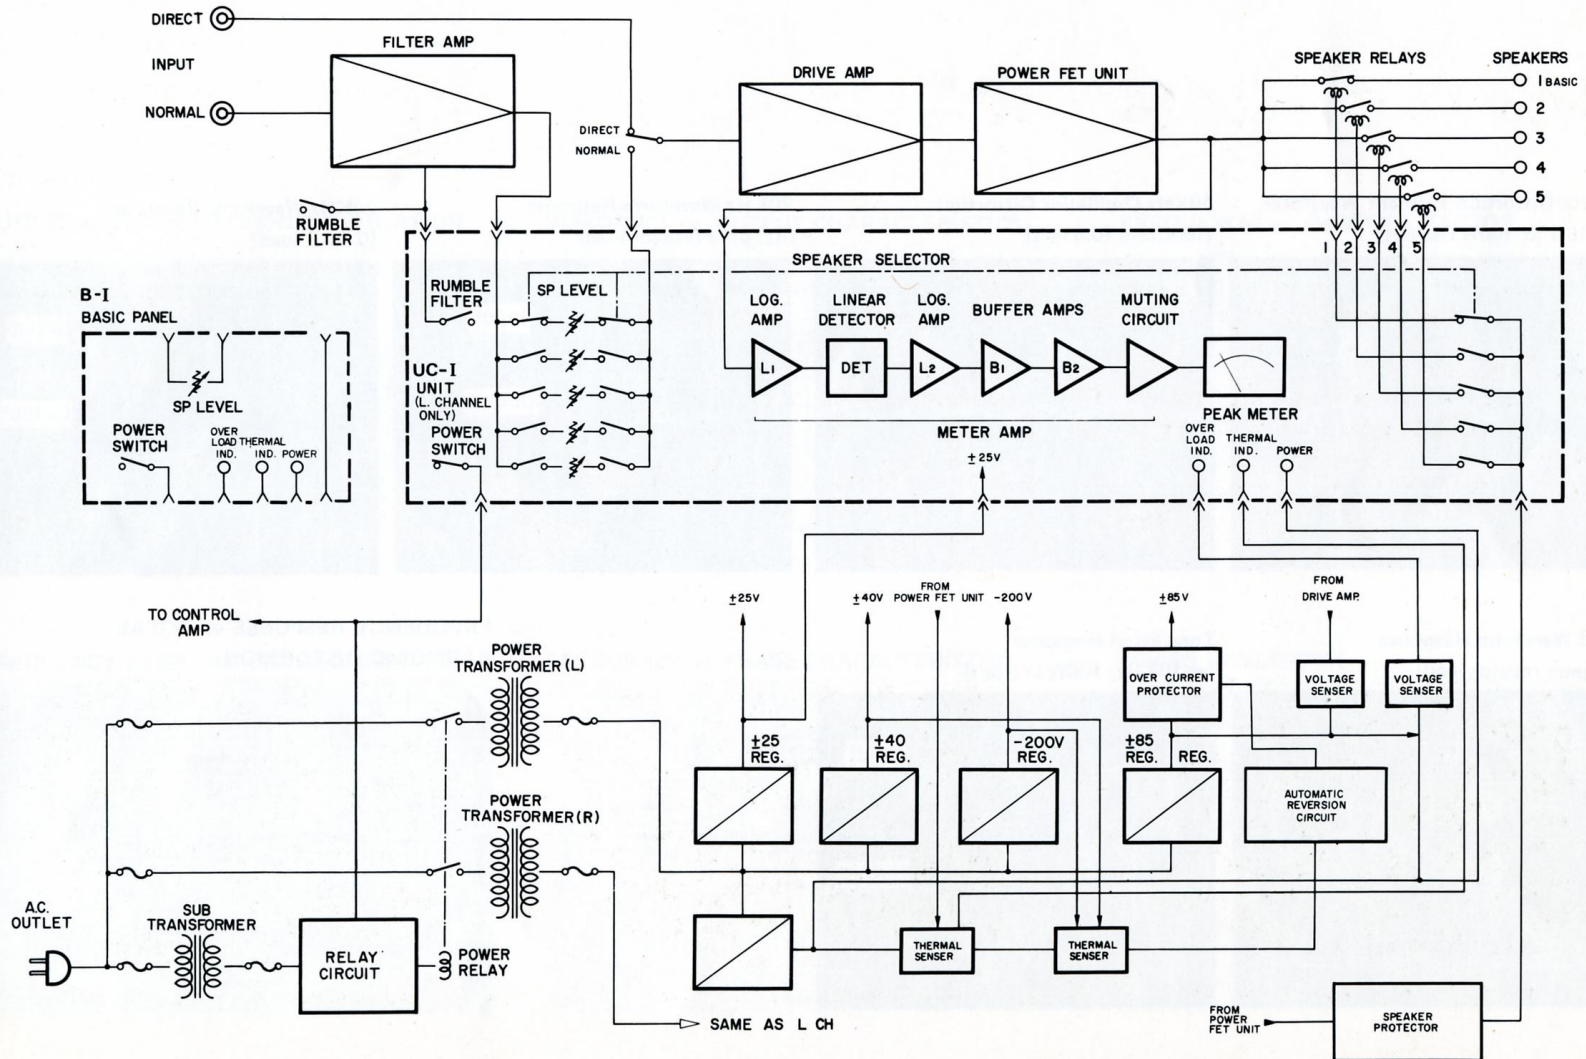 DIRECT
INPUT
NORMAL
FILTER AMP
DIRECT
NORMAL
DRIVE AMP
POWER FET UNIT
SPEAKER RELAYS
SPEAKERS
1 BASIC
2
3
4
5
RUMBLE
FILTER
1 2 3 4 5
SPEAKER SELECTOR
B-I
BASIC PANEL
SP LEVEL
POWER
SWITCH
OVER
LOAD THERMAL
IND. IND. POWER
RUMBLE
FILTER
SP LEVEL
UC-I
UNIT
(L. CHANNEL
ONLY)
POWER
SWITCH
LOG.
AMP
LINEAR
DETECTOR
LOG.
AMP
BUFFER AMPS
MUTING
CIRCUIT
L1
DET
L2
B1
B2
PEAK METER
METER AMP
±25V
OVER
LOAD
IND.
THERMAL
IND.
POWER
TO CONTROL
AMP
±25V
±40V
FROM
POWER FET UNIT
-200V
±85V
FROM
DRIVE AMP.
POWER
TRANSFORMER (L)
OVER CURRENT
PROTECTOR
VOLTAGE
SENSER
VOLTAGE
SENSER
±25
REG.
±40
REG.
-200V
REG.
±85
REG.
REG.
AUTOMATIC
REVERSION
CIRCUIT
POWER
TRANSFORMER (R)
A.C.
OUTLET
SUB
TRANSFORMER
RELAY
CIRCUIT
POWER
RELAY
THERMAL
SENSER
THERMAL
SENSER
SAME AS L CH
FROM
POWER
FET UNIT
SPEAKER
PROTECTOR